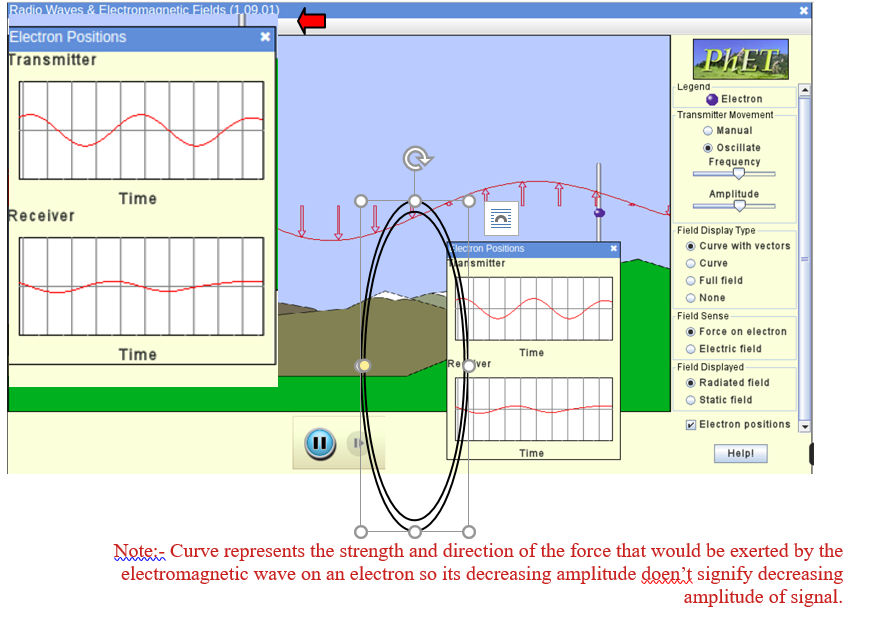 Radio Waves & Electromagnetic Fields (1.09.01)
Electron Positions
Transmitter
Time
Receiver
Time
Electron Positions
Transmitter
Time
Time
PhET
Legend
Electron
Transmitter Movement
Manual
Oscillate
Frequency
Amplitude
Field Display Type
Curve with vectors
Curve
Full field
None
Field Sense
Force on electron
Electric field
Field Displayed
Radiated field
Static field
Electron positions
Help!
Note:- Curve represents the strength and direction of the force that would be exerted by the
electromagnetic wave on an electron so its decreasing amplitude doen't signify decreasing
amplitude of signal.